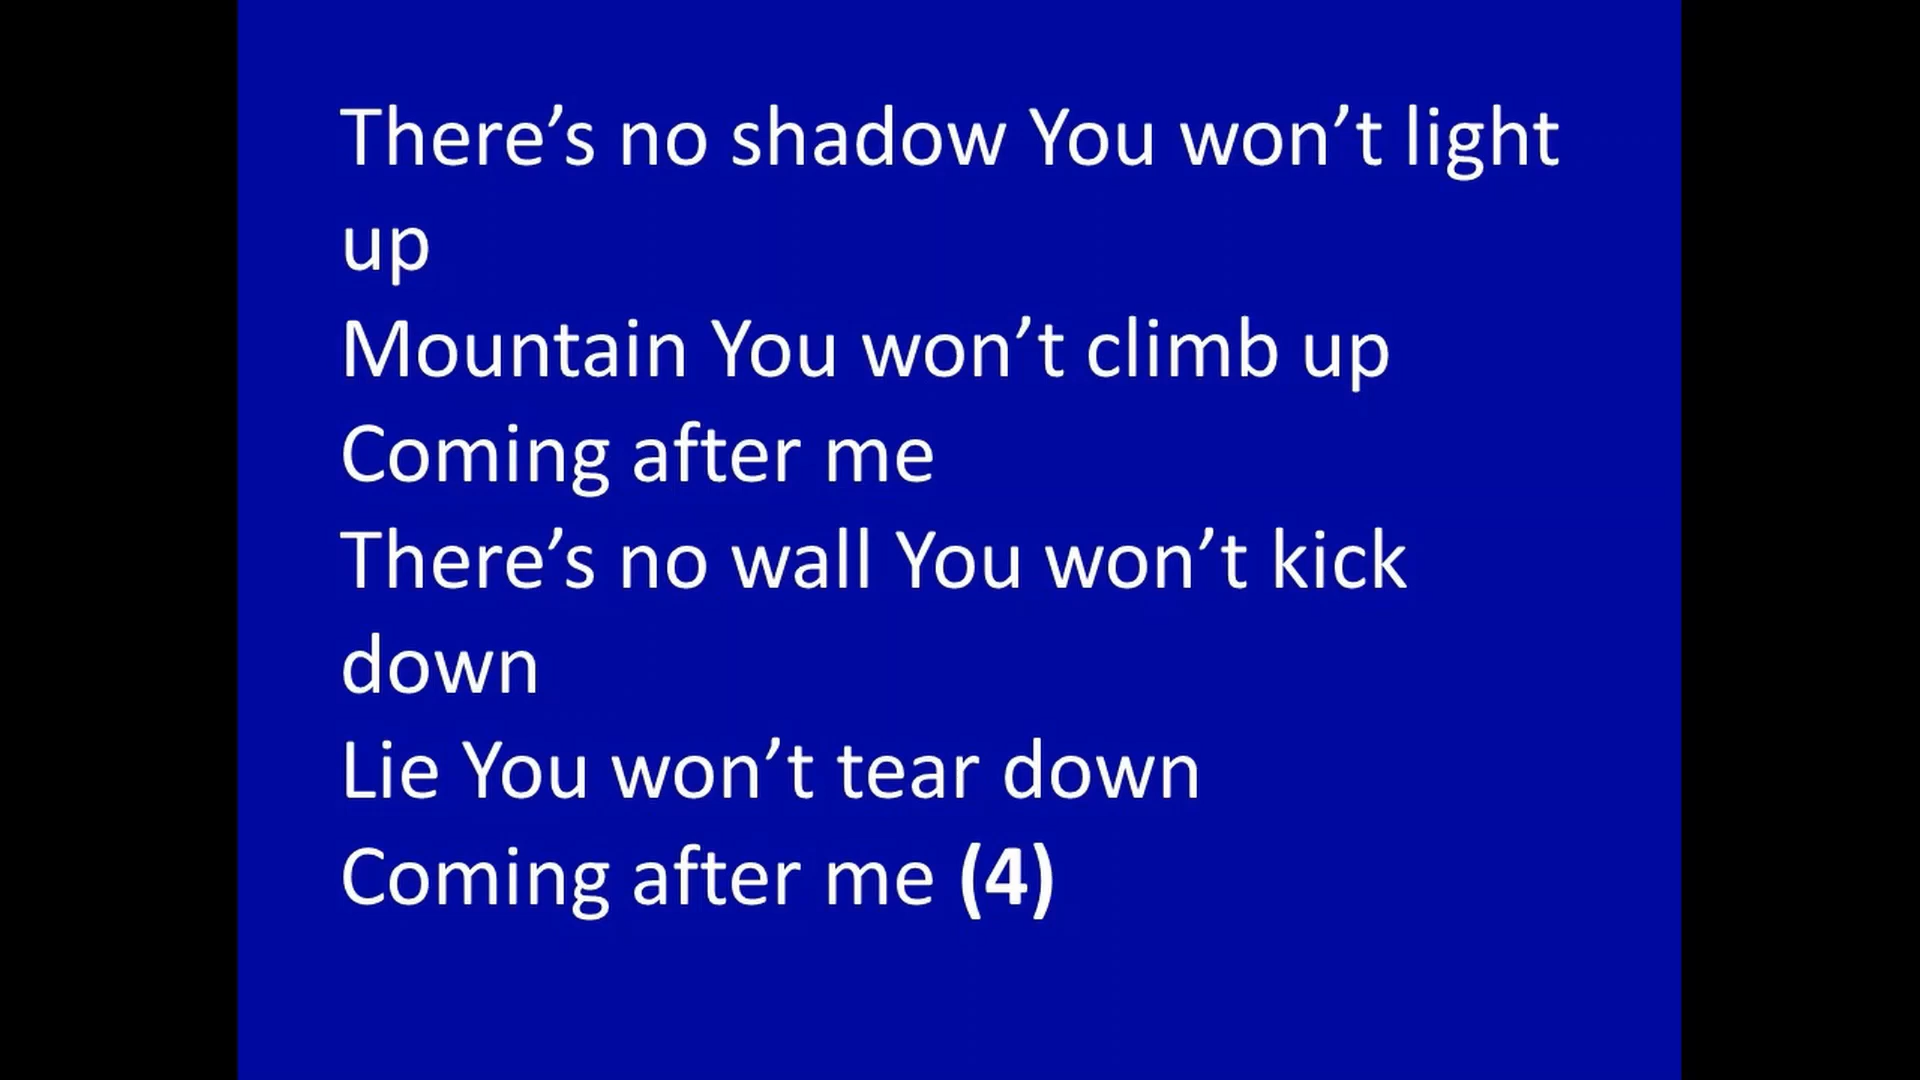 There’s no shadow You won’t light
up
Mountain You won’t climb up
Coming after me
There’s no wall You won’t kick
down
Lie You won’t tear down
Coming after me (4)